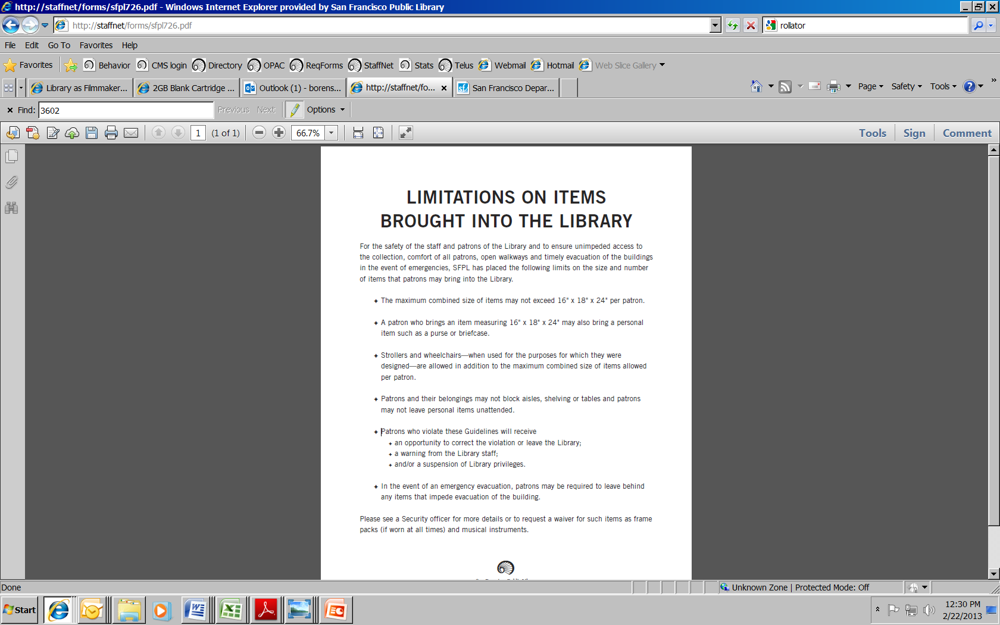 http://staffnet/forms/sfpl726.pdf - Windows Internet Explorer provided by San Francisco Public Library
http://staffnet/forms/sfpl726.pdf
rollator
File Edit Go To Favorites Help
Favorites Behavior CMS login Directory OPAC ReqForms StaffNet Stats Telus Webmail Hotmail Web Slice Gallery
Library as Filmmaker... 2GB Blank Cartridge ... Outlook (1) - borens... http://staffnet/fo... San Francisco Depar... Page Safety Tools »
Find: 3602 Previous Next Options
1 (1 of 1) 66.7% Tools Sign Comment
LIMITATIONS ON ITEMS
BROUGHT INTO THE LIBRARY
For the safety of the staff and patrons of the Library and to ensure unimpeded access to
the collection, comfort of all patrons, open walkways and timely evacuation of the buildings
in the event of emergencies, SFPL has placed the following limits on the size and number
of items that patrons may bring into the Library.
✦ The maximum combined size of items may not exceed 16" x 18" x 24" per patron.
✦ A patron who brings an item measuring 16" x 18" x 24" may also bring a personal
item such as a purse or briefcase.
✦ Strollers and wheelchairs—when used for the purposes for which they were
designed—are allowed in addition to the maximum combined size of items allowed
per patron.
✦ Patrons and their belongings may not block aisles, shelving or tables and patrons
may not leave personal items unattended.
✦ Patrons who violate these Guidelines will receive
✦ an opportunity to correct the violation or leave the Library;
✦ a warning from the Library staff;
✦ and/or a suspension of Library privileges.
✦ In the event of an emergency evacuation, patrons may be required to leave behind
any items that impede evacuation of the building.
Please see a Security officer for more details or to request a waiver for such items as frame
packs (if worn at all times) and musical instruments.
Done Unknown Zone | Protected Mode: Off
Start 12:30 PM
2/22/2013